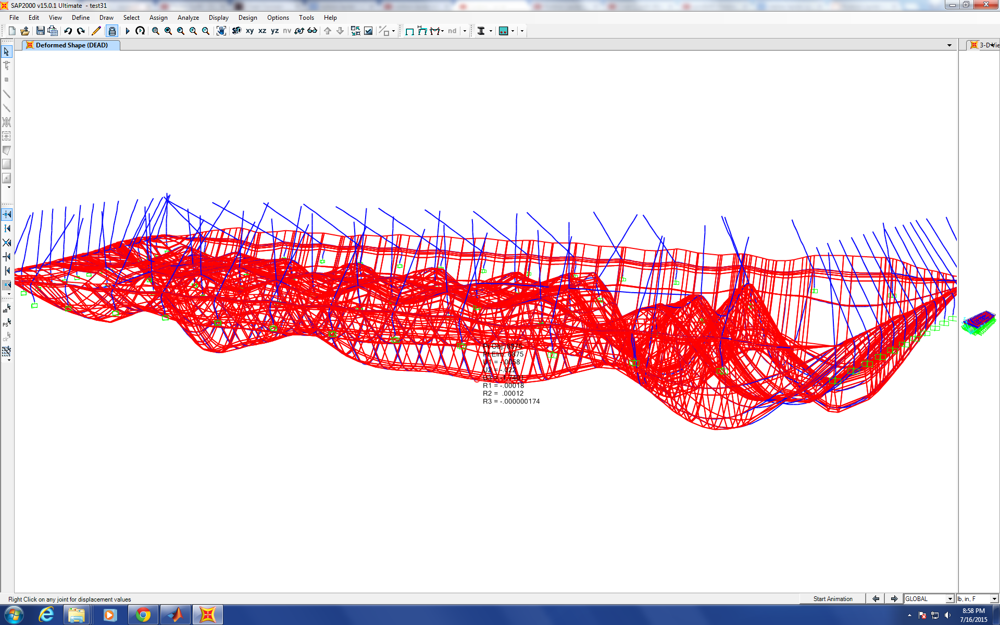 SAP2000 v15.0.1 Ultimate - test31
File Edit View Define Draw Select Assign Analyze Display Design Options Tools Help
3D xy xz yz nv nd
Deformed Shape (DEAD)
3-D Vie
all
PS
clr
Pt Obj: 6875
Pt Elm: 6875
U1 = -.0058
U2 = -.022
R1 = -.00018
R2 = .00012
R3 = -.000000174
Right Click on any joint for displacement values
Start Animation
GLOBAL
lb, in, F
8:58 PM
7/16/2015